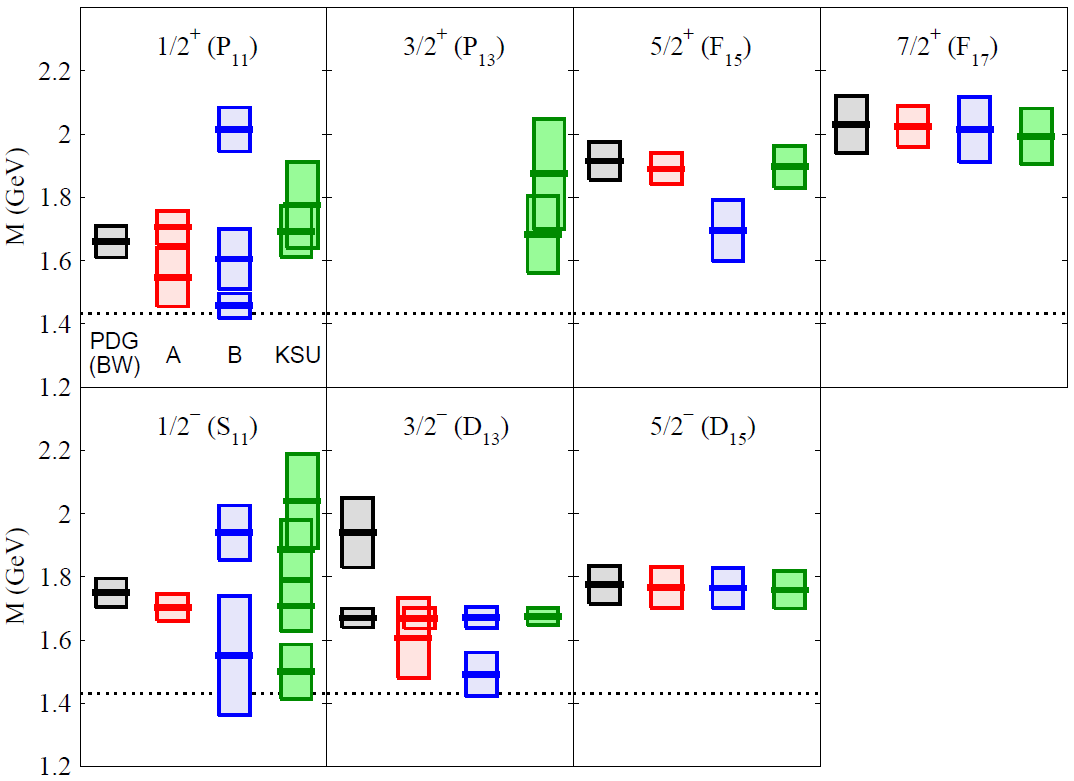 1/2⁺ (P₁₁) 3/2⁺ (P₁₃) 5/2⁺ (F₁₅) 7/2⁺ (F₁₇)
2.2
2
1.8
1.6
1.4
1.2
M (GeV)
PDG
(BW) A B KSU
1/2⁻ (S₁₁) 3/2⁻ (D₁₃) 5/2⁻ (D₁₅)
2.2
2
1.8
1.6
1.4
1.2
M (GeV)